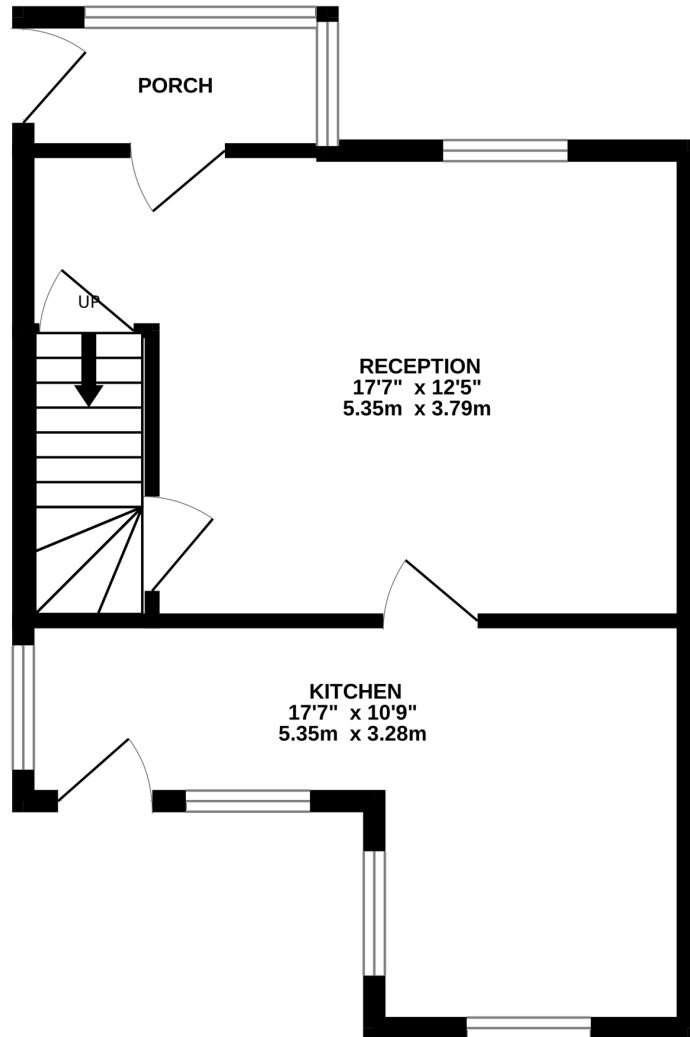 PORCH
UP
RECEPTION
17'7" x 12'5"
5.35m x 3.79m
KITCHEN
17'7" x 10'9"
5.35m x 3.28m